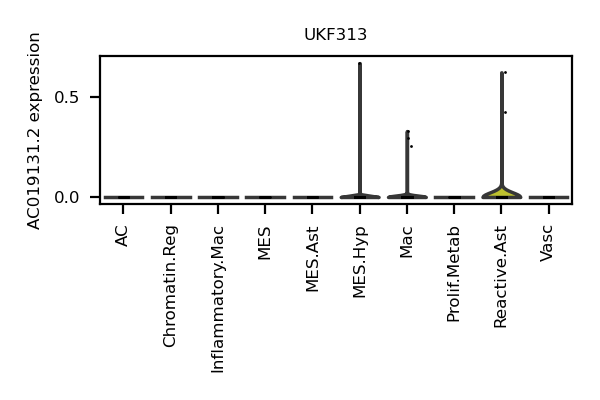 UKF313
AC019131.2 expression
0.5
0.0
AC
Chromatin.Reg
Inflammatory.Mac
MES
MES.Ast
MES.Hyp
Mac
Prolif.Metab
Reactive.Ast
Vasc